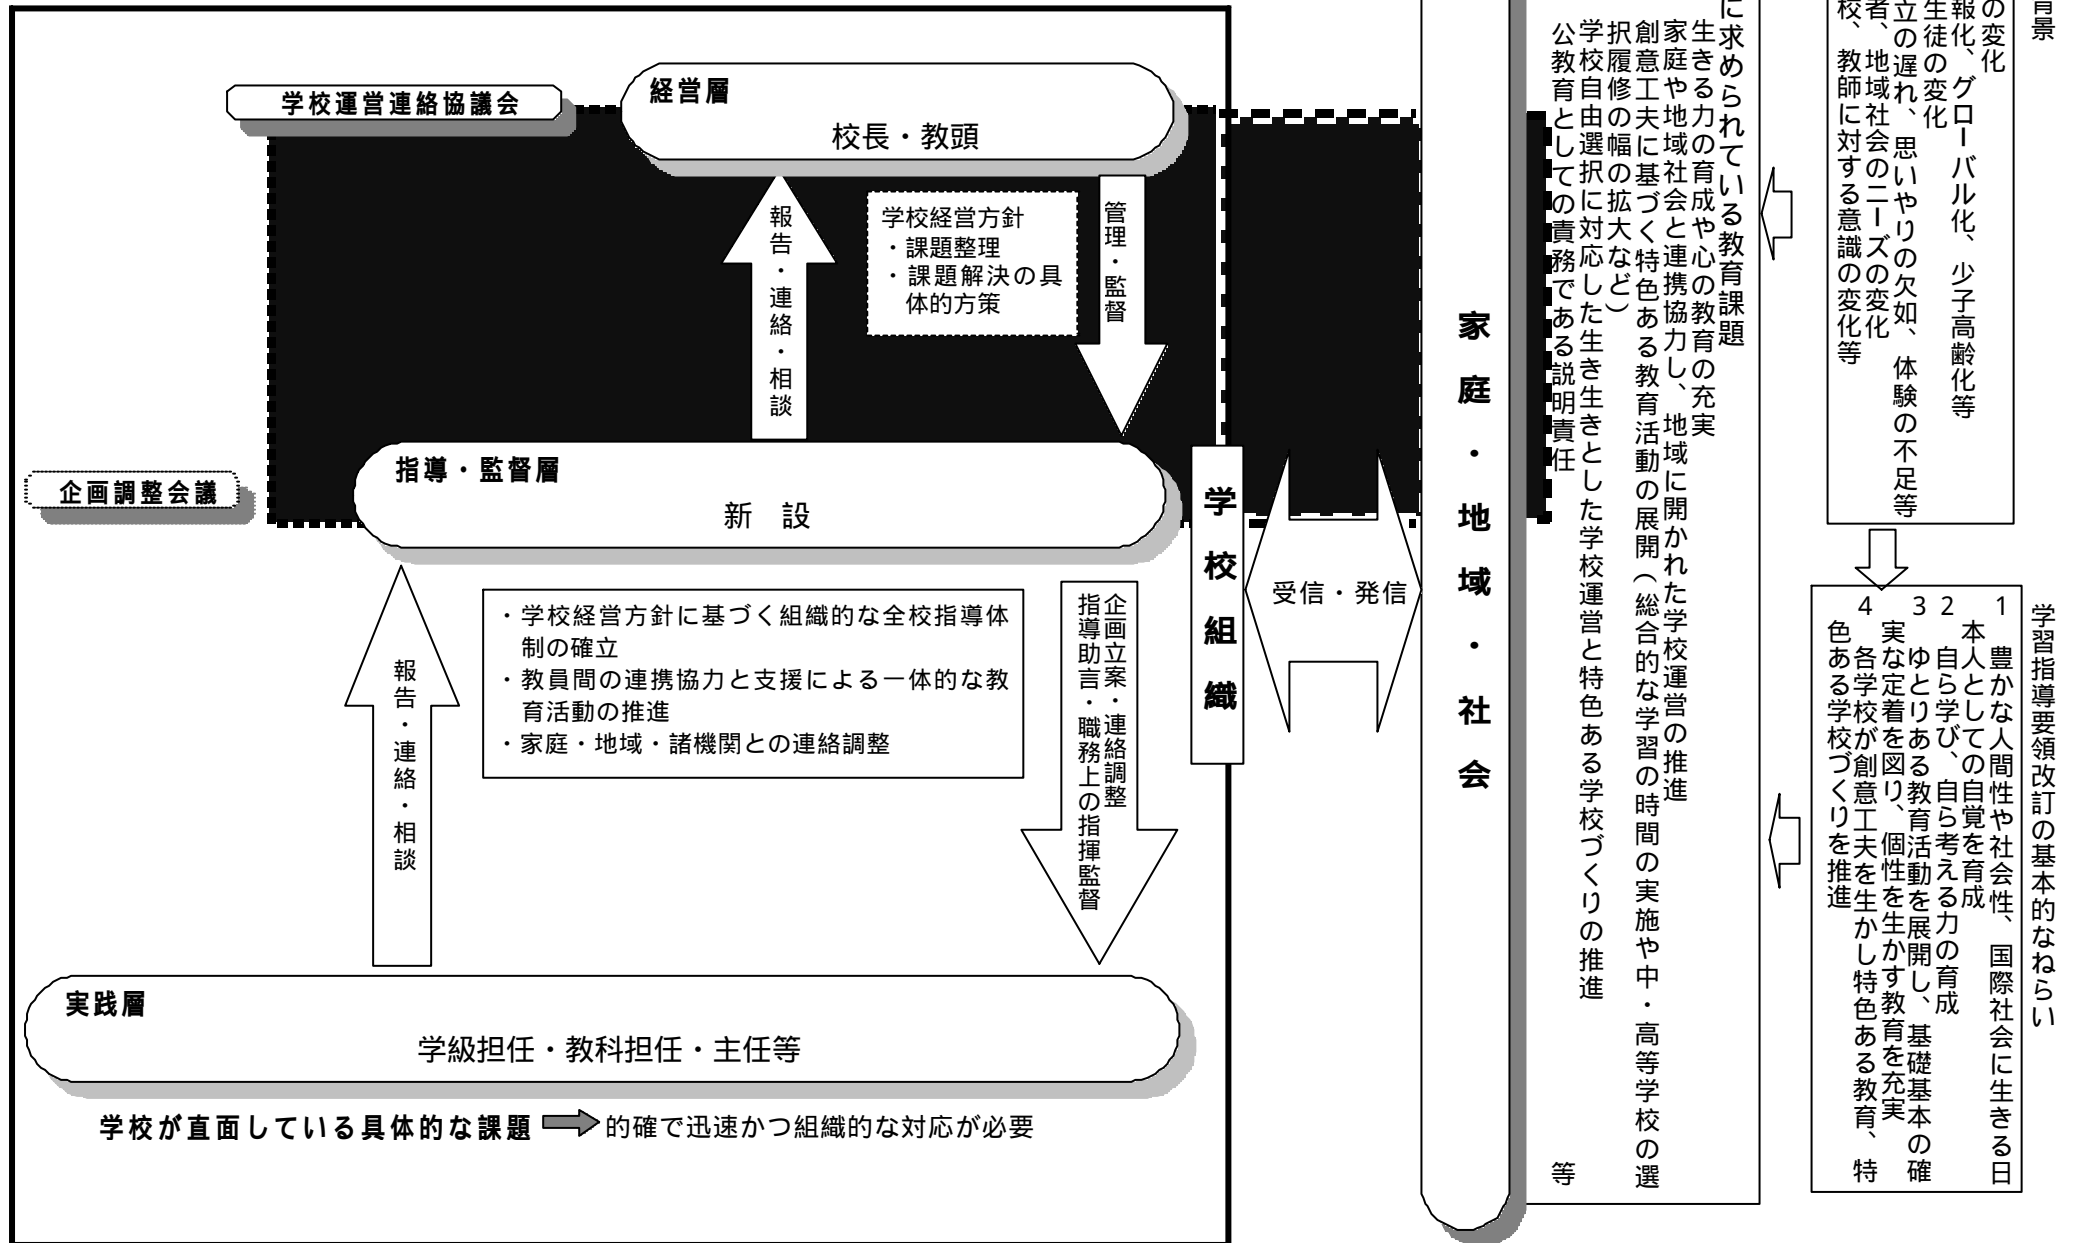 背景
の変化
報化、グローバル化、少子高齢化等
生徒の変化
立の遅れ、思いやりの欠如、体験の不足等
者、地域社会のニーズの変化
校、教師に対する意識の変化等
学習指導要領改訂の基本的なねらい
1 豊かな人間性や社会性、国際社会に生きる日
本人としての自覚を育成
2 自ら学び、自ら考える力の育成
3 ゆとりある教育活動を展開し、基礎基本の確
実な定着を図り、個性を生かす教育を充実
4 各学校が創意工夫を生かし特色ある教育、特
色ある学校づくりを推進
に求められている教育課題
生きる力の育成や心の教育の充実
家庭や地域社会と連携協力し、地域に開かれた学校運営の推進
創意工夫に基づく特色ある教育活動の展開(総合的な学習の時間の実施や中・高等学校の選
択履修の幅の拡大など)
学校自由選択に対応した生き生きとした学校運営と特色ある学校づくりの推進
公教育としての責務である説明責任 等
家庭・地域・社会
受信・発信
学校組織
学校運営連絡協議会
経営層
校長・教頭
報告・連絡・相談
学校経営方針
・課題整理
・課題解決の具
体的方策
管理・監督
企画調整会議
指導・監督層
新 設
報告・連絡・相談
・学校経営方針に基づく組織的な全校指導体
制の確立
・教員間の連携協力と支援による一体的な教
育活動の推進
・家庭・地域・諸機関との連絡調整
企画立案・連絡調整
指導助言・職務上の指揮監督
実践層
学級担任・教科担任・主任等
学校が直面している具体的な課題 的確で迅速かつ組織的な対応が必要